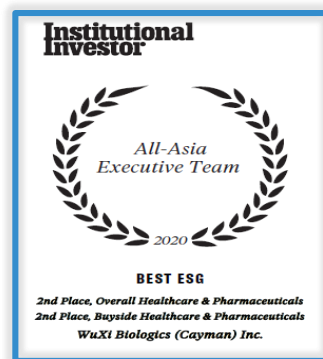 Institutional
Investor
All-Asia
Executive Team
2020
BEST ESG
2nd Place, Overall Healthcare & Pharmaceuticals
2nd Place, Buyside Healthcare & Pharmaceuticals
WuXi Biologics (Cayman) Inc.